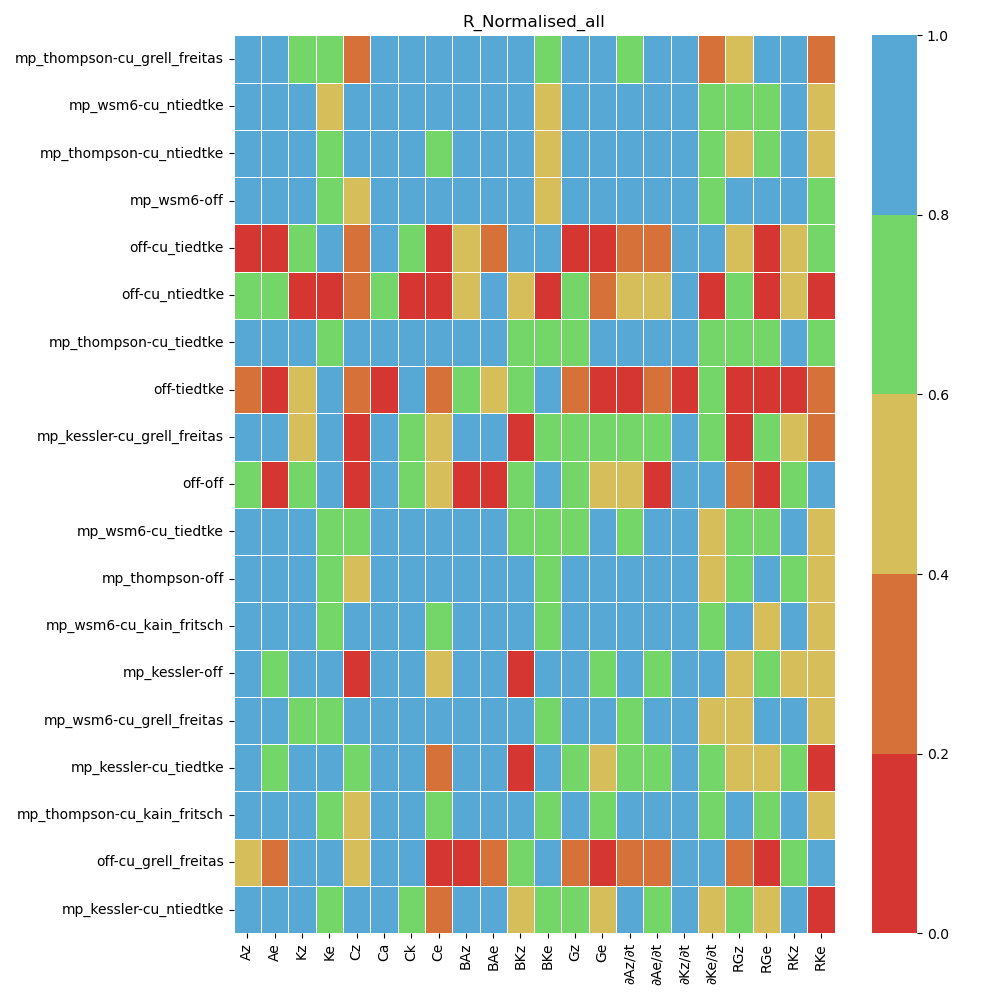 R_Normalised_all
mp_thompson-cu_grell_freitas
mp_wsm6-cu_ntiedtke
mp_thompson-cu_ntiedtke
mp_wsm6-off
off-cu_tiedtke
off-cu_ntiedtke
mp_thompson-cu_tiedtke
off-tiedtke
mp_kessler-cu_grell_freitas
off-off
mp_wsm6-cu_tiedtke
mp_thompson-off
mp_wsm6-cu_kain_fritsch
mp_kessler-off
mp_wsm6-cu_grell_freitas
mp_kessler-cu_tiedtke
mp_thompson-cu_kain_fritsch
off-cu_grell_freitas
mp_kessler-cu_ntiedtke
Az
Ae
Kz
Ke
Cz
Ca
Ck
Ce
BAz
BAe
BKz
BKe
Gz
Ge
∂Az/∂t
∂Ae/∂t
∂Kz/∂t
∂Ke/∂t
RGz
RGe
RKz
RKe
1.0
0.8
0.6
0.4
0.2
0.0